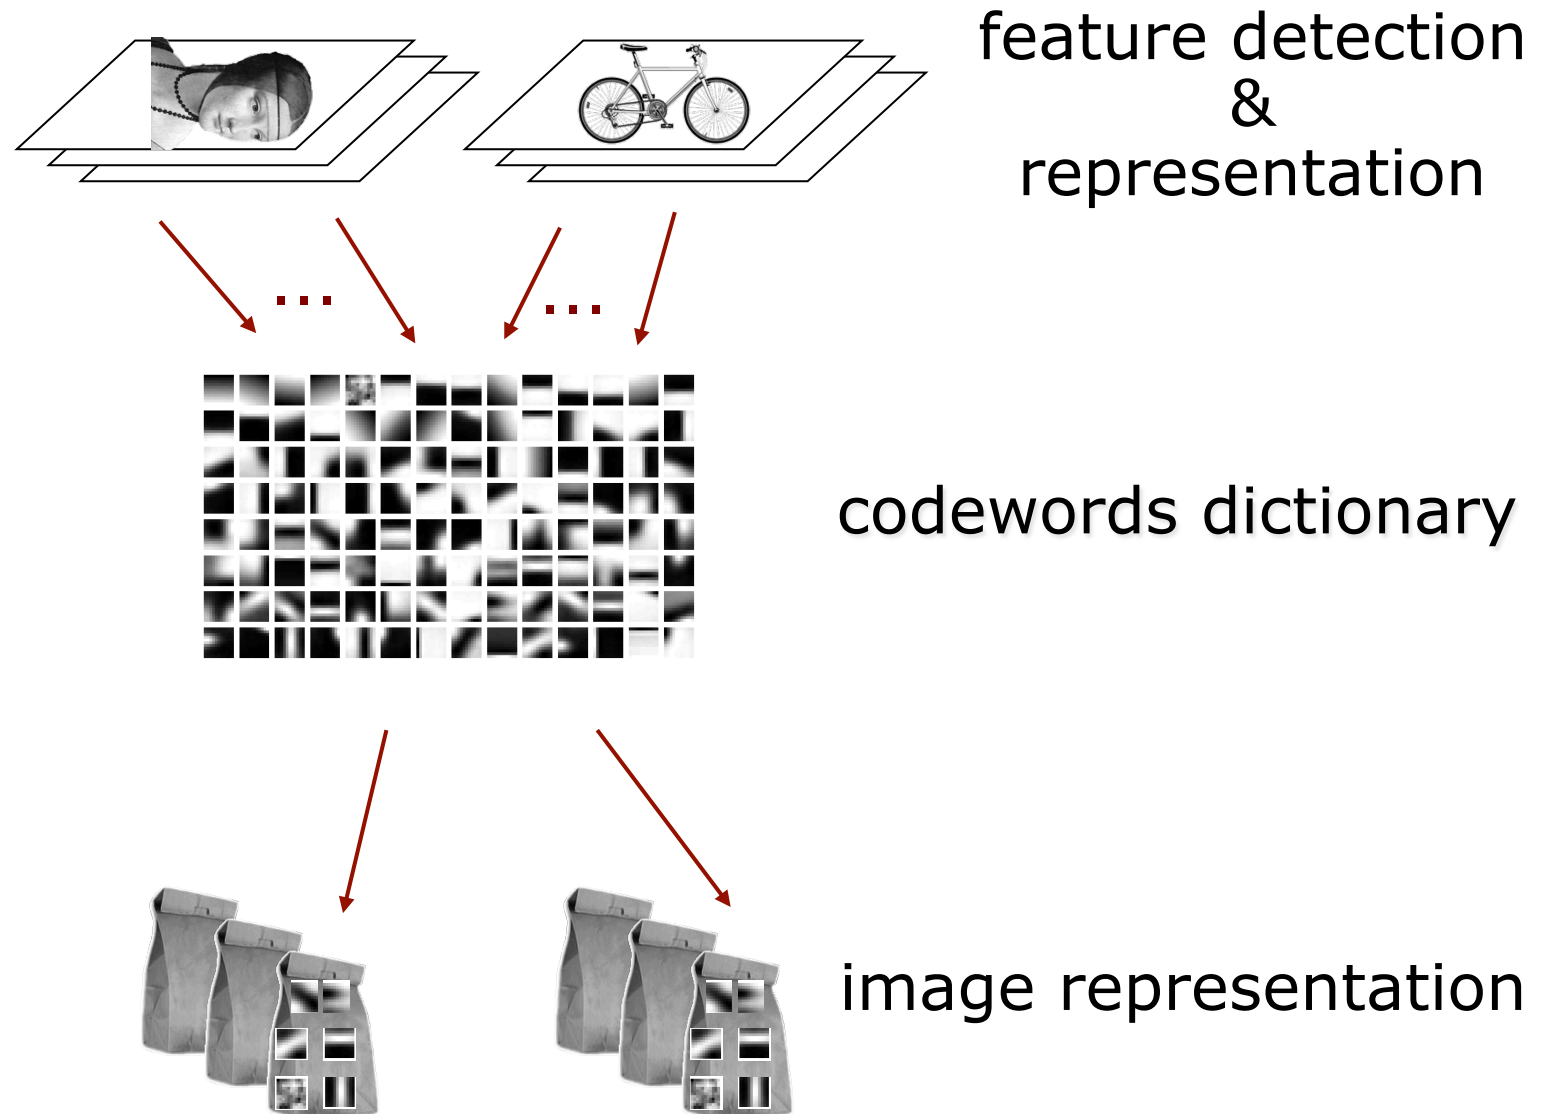 feature detection
&
representation
...
...
codewords dictionary
image representation